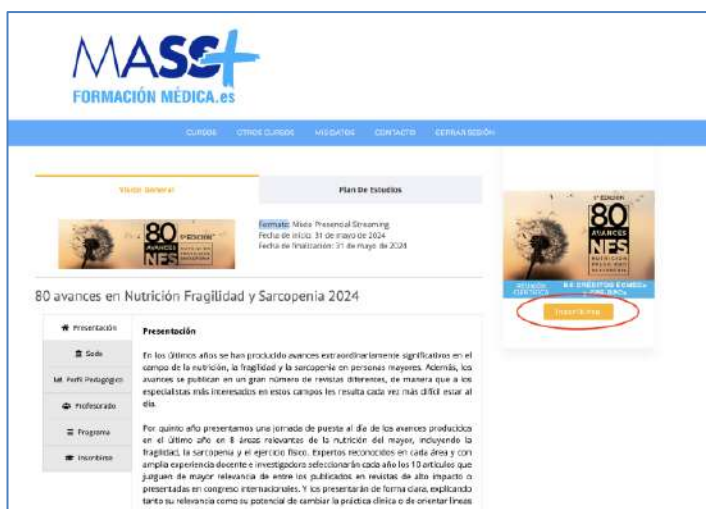 MASS+
FORMACIÓN MÉDICA.es
CURSOS OTROS CURSOS MIS DATOS CONTACTO CERRAR SESIÓN
Visión General
Plan De Estudios
80 AVANCES NFS
Formato: Mixta Presencial Streaming
Fecha de inicio: 31 de mayo de 2024
Fecha de finalización: 31 de mayo de 2024
80 AVANCES NFS
REUNIÓN CIENTÍFICA
Inscribirse
80 avances en Nutrición Fragilidad y Sarcopenia 2024
Presentación
Sede
Perfil Pedagógico
Profesorado
Programa
Inscribirse
Presentación
En los últimos años se han producido avances extraordinariamente significativos en el
campo de la nutrición, la fragilidad y la sarcopenia en personas mayores. Además, los
avances se publican en un gran número de revistas diferentes, de manera que a los
especialistas más interesados en estos campos les resulta cada vez más difícil estar al
día.
Por quinto año presentamos una jornada de puesta al día de los avances producidos
en el último año en 8 áreas relevantes de la nutrición del mayor, incluyendo la
fragilidad, la sarcopenia y el ejercicio físico. Expertos reconocidos en cada área y con
amplia experiencia docente e investigadora seleccionarán cada año los 10 artículos que
juzguen de mayor relevancia de entre los publicados en revistas de alto impacto o
presentadas en congreso internacionales. Y los presentarán de forma clara, explicando
tanto su relevancia como su potencial de cambiar la práctica clínica o de orientar líneas